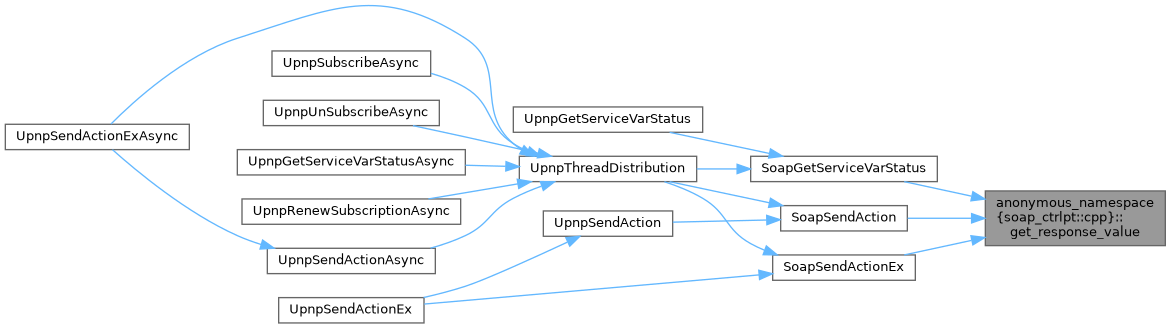 UpnpSendActionExAsync
UpnpSubscribeAsync
UpnpUnSubscribeAsync
UpnpGetServiceVarStatusAsync
UpnpRenewSubscriptionAsync
UpnpSendActionAsync
UpnpSendActionEx
UpnpGetServiceVarStatus
UpnpThreadDistribution
UpnpSendAction
SoapGetServiceVarStatus
SoapSendAction
SoapSendActionEx
anonymous_namespace
{soap_ctrlpt::cpp}::
get_response_value